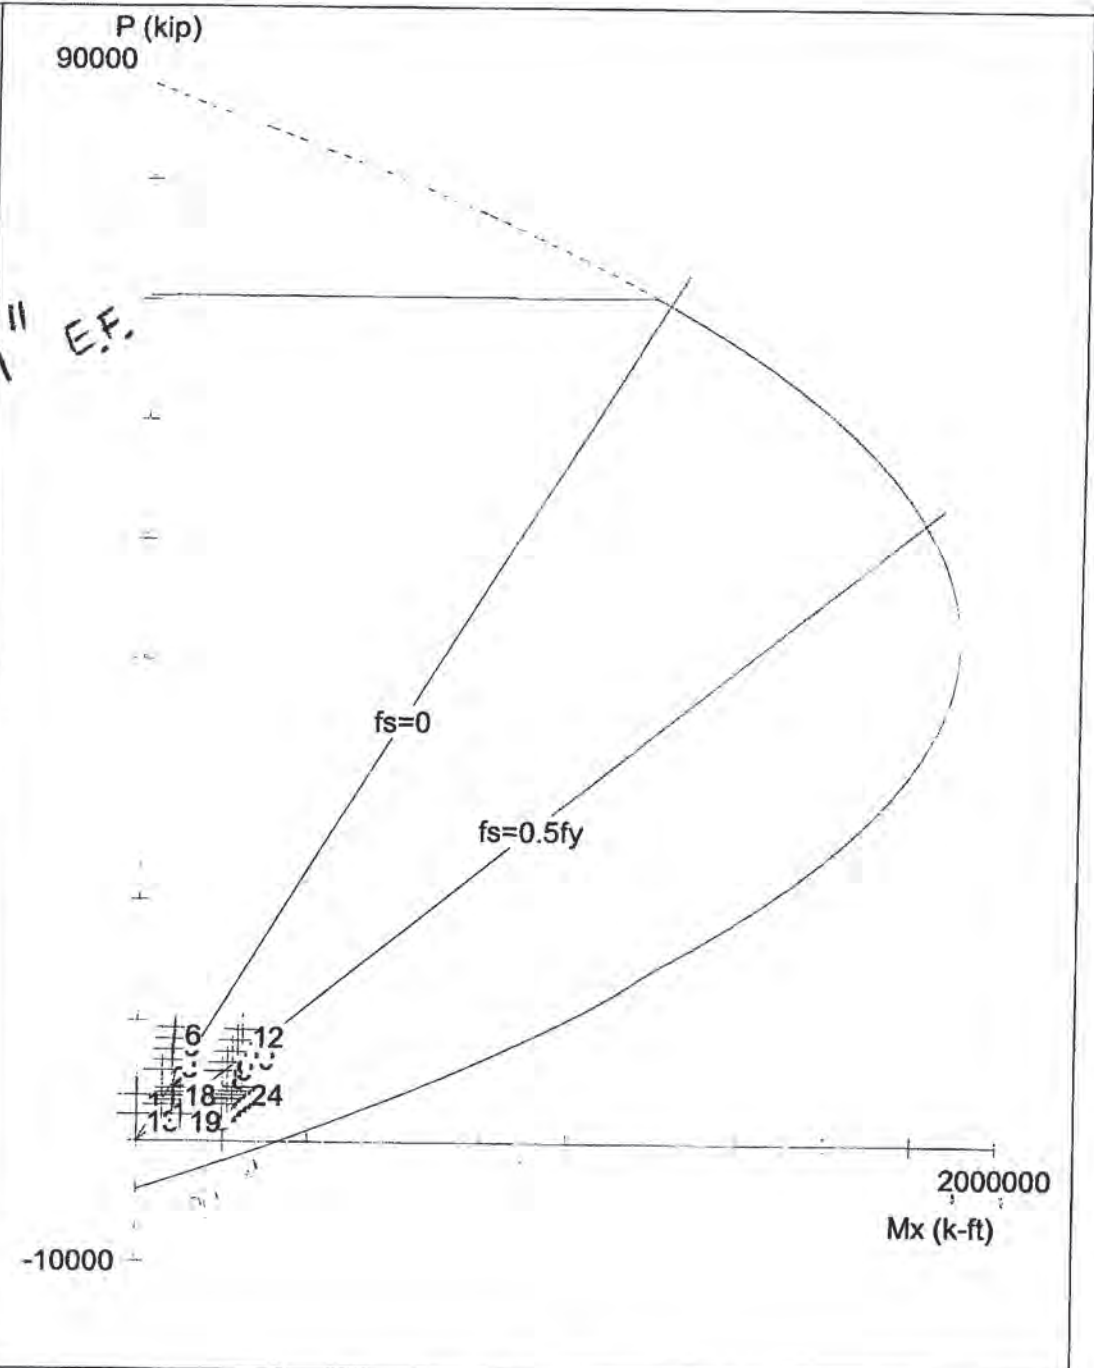 P (kip)
90000
" E.F.
fs=0
fs=0.5fy
6 12
18 24
19
2000000
Mx (k-ft)
-10000